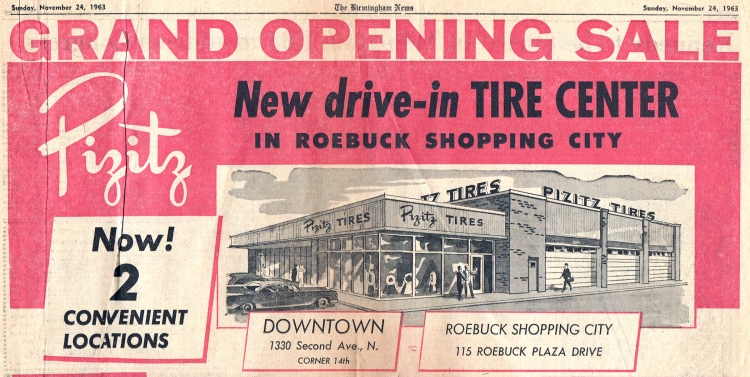 Sunday, November 24, 1963
The Birmingham News
Sunday, November 24, 1963
GRAND OPENING SALE
Pizitz
New drive-in TIRE CENTER
IN ROEBUCK SHOPPING CITY
TZ TIRES
PIZITZ TIRES
Pizitz TIRES
Pizitz TIRES
Now!
2
CONVENIENT
LOCATIONS
DOWNTOWN
1330 Second Ave., N.
CORNER 14th
ROEBUCK SHOPPING CITY
115 ROEBUCK PLAZA DRIVE